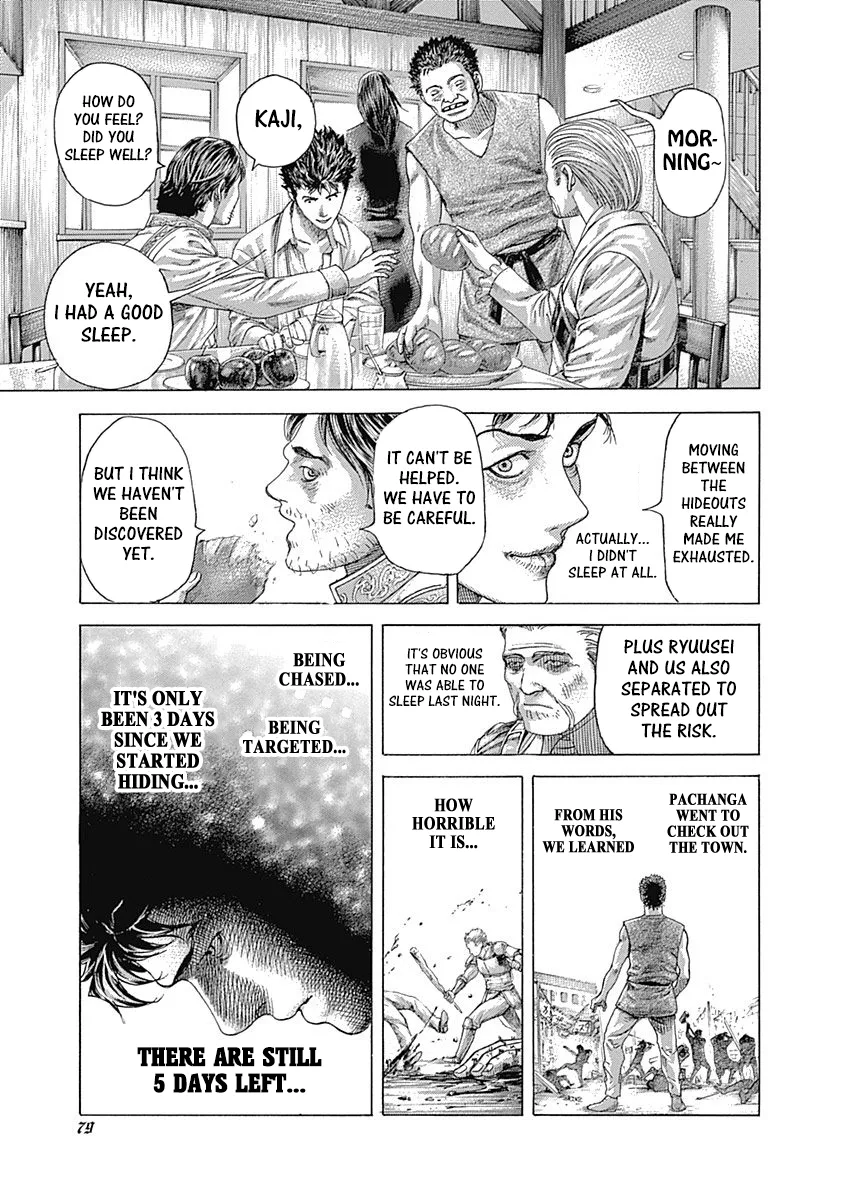 MOR-
NING~
KAJI,
HOW DO
YOU FEEL?
DID YOU
SLEEP WELL?
YEAH,
I HAD A GOOD
SLEEP.
MOVING
BETWEEN
THE
HIDEOUTS
REALLY
MADE ME
EXHAUSTED.
ACTUALLY...
I DIDN'T
SLEEP AT ALL.
IT CAN'T BE
HELPED.
WE HAVE TO
BE CAREFUL.
BUT I THINK
WE HAVEN'T
BEEN
DISCOVERED
YET.
PLUS RYUUSEI
AND US ALSO
SEPARATED TO
SPREAD OUT
THE RISK.
IT'S OBVIOUS
THAT NO ONE
WAS ABLE TO
SLEEP LAST NIGHT.
PACHANGA
WENT TO
CHECK OUT
THE TOWN.
FROM HIS
WORDS,
WE LEARNED
HOW
HORRIBLE
IT IS...
BEING
CHASED...
BEING
TARGETED...
IT'S ONLY
BEEN 3 DAYS
SINCE WE
STARTED
HIDING...
THERE ARE STILL
5 DAYS LEFT...
79